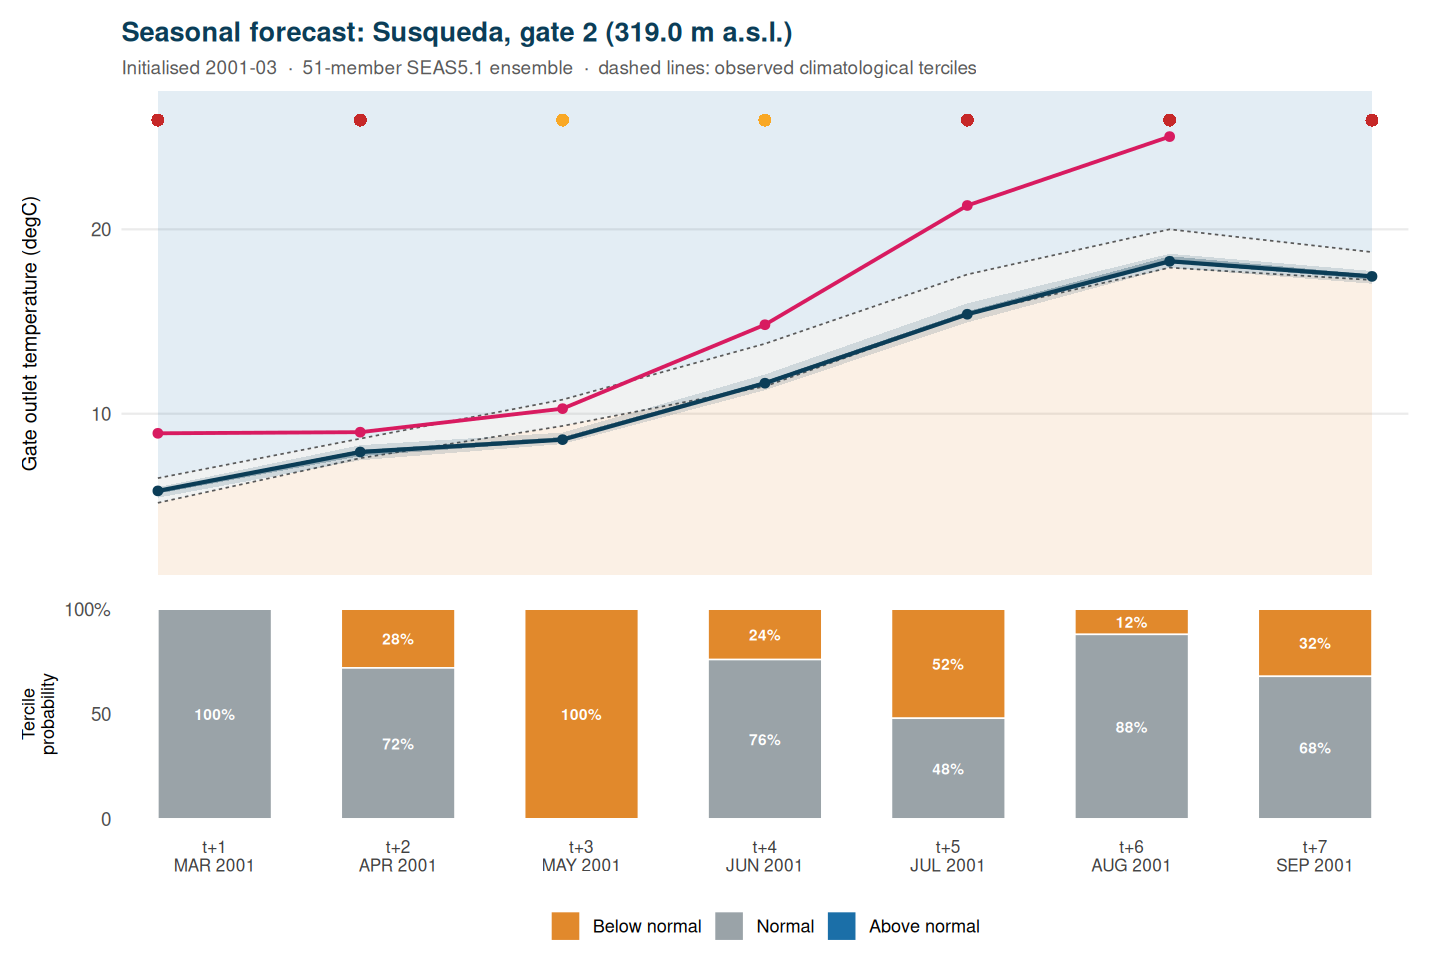 Seasonal forecast: Susqueda, gate 2 (319.0 m a.s.l.)
Initialised 2001-03 · 51-member SEAS5.1 ensemble · dashed lines: observed climatological terciles
Gate outlet temperature (degC)
20
10
Tercile
probability
100%
50
0
100%
28%
72%
100%
24%
76%
52%
48%
12%
88%
32%
68%
t+1
MAR 2001
t+2
APR 2001
t+3
MAY 2001
t+4
JUN 2001
t+5
JUL 2001
t+6
AUG 2001
t+7
SEP 2001
Below normal
Normal
Above normal